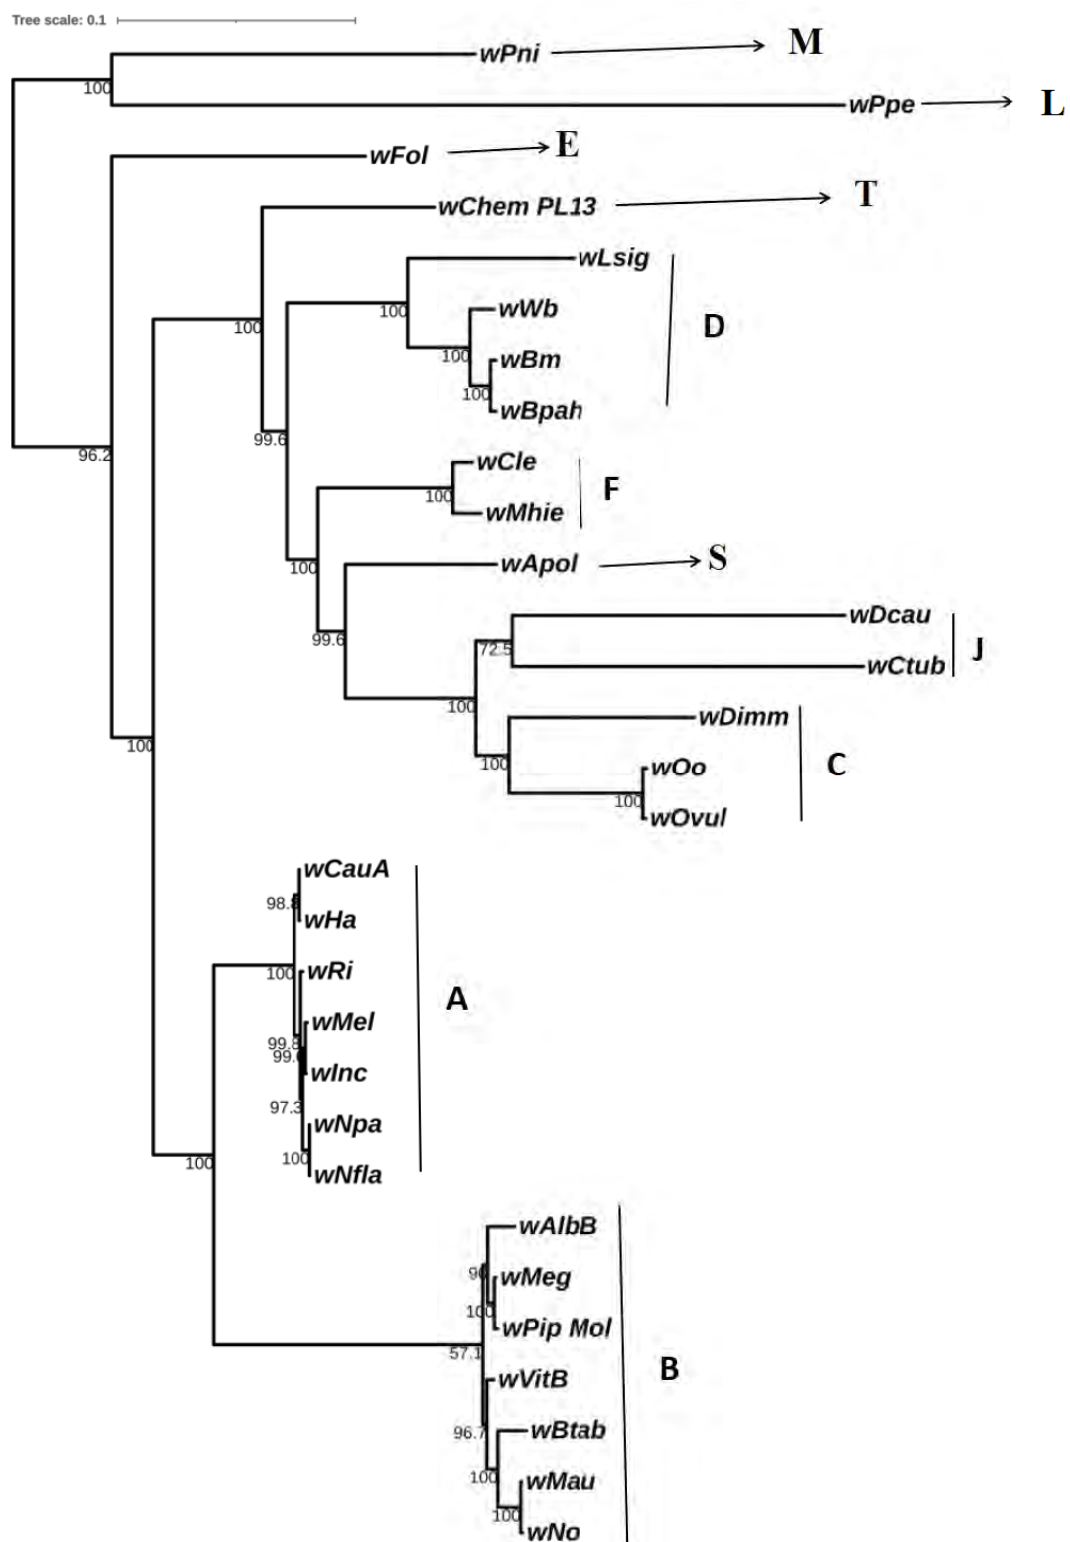 Tree scale: 0.1
wPni M
100
wPpe L
wFol E
wChem PL13 T
wLsig
100
wWb
100
100
wBm
D
100
wBpah
99.6
96.2
wCle
100
F
wMhie
100
wApol S
wDcau
99.6
72.5
J
wCtub
100
wDimm
100
100
wOo
C
100
wOvul
wCauA
98.8
wHa
100
wRi
A
wMel
99.8
99.6
wInc
97.3
wNpa
100
100
wNfla
wAlbB
96
wMeg
100
wPip Mol
57.1
wVitB
B
96.7
wBtab
100
wMau
100
wNo